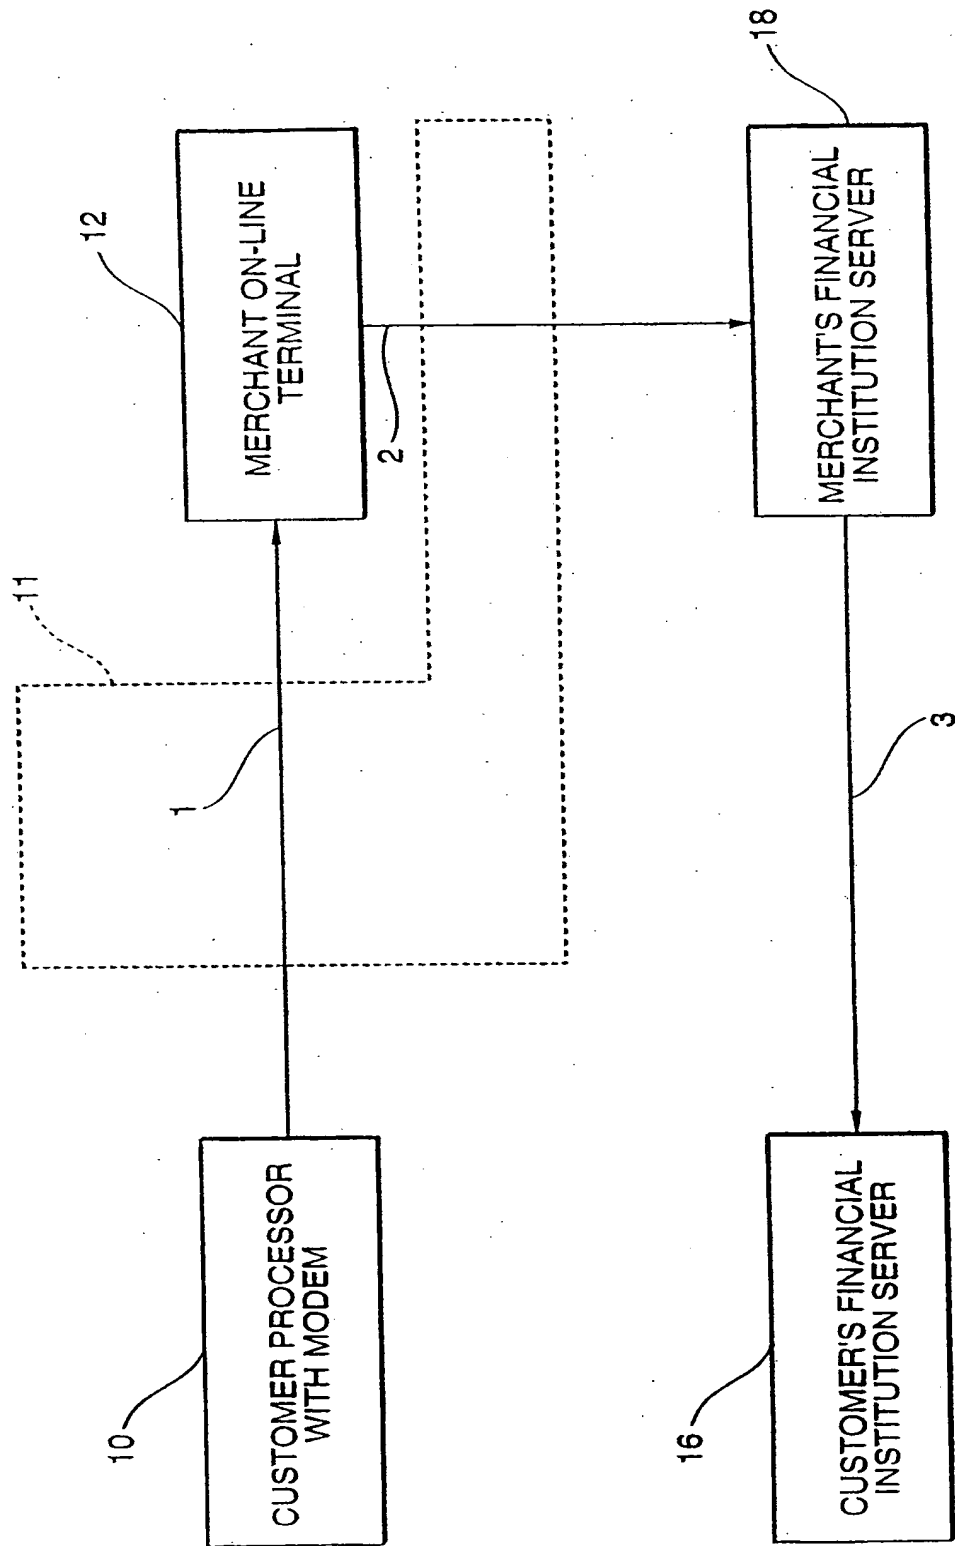 10
CUSTOMER PROCESSOR
WITH MODEM
1
11
12
MERCHANT ON-LINE
TERMINAL
2
16
CUSTOMER'S FINANCIAL
INSTITUTION SERVER
3
MERCHANT'S FINANCIAL
INSTITUTION SERVER
18